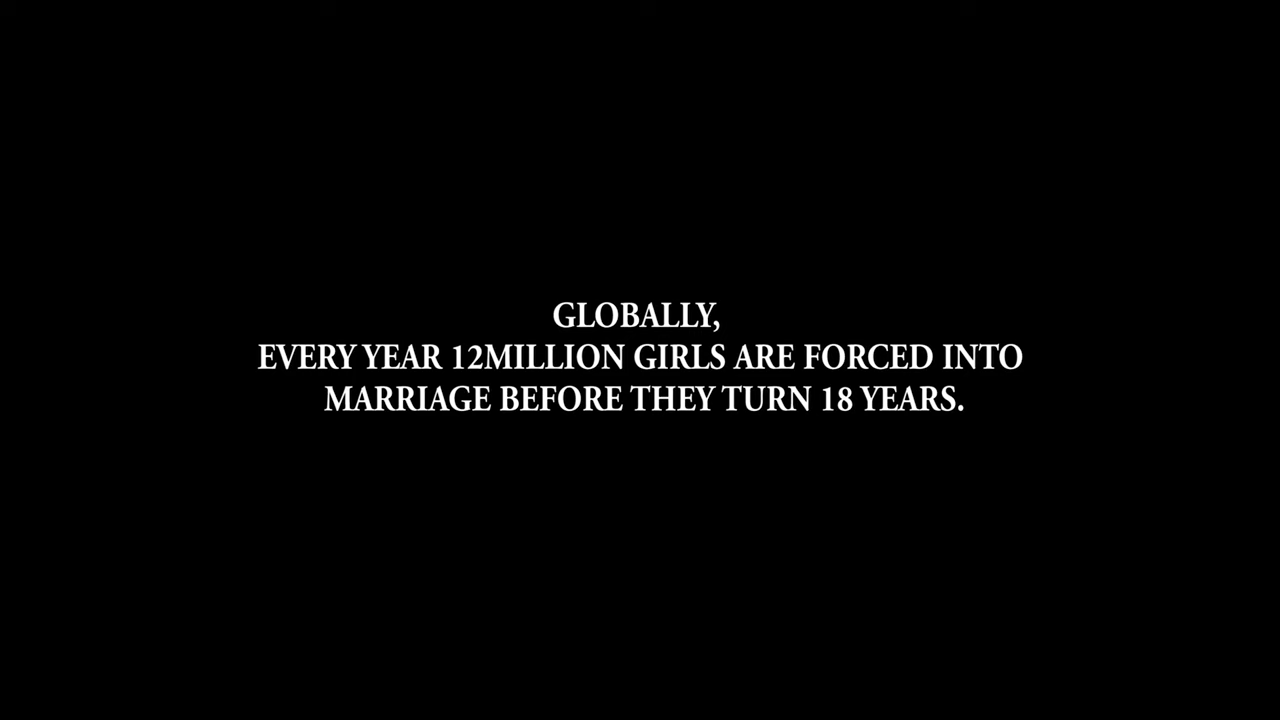 GLOBALLY,
EVERY YEAR 12MILLION GIRLS ARE FORCED INTO
MARRIAGE BEFORE THEY TURN 18 YEARS.